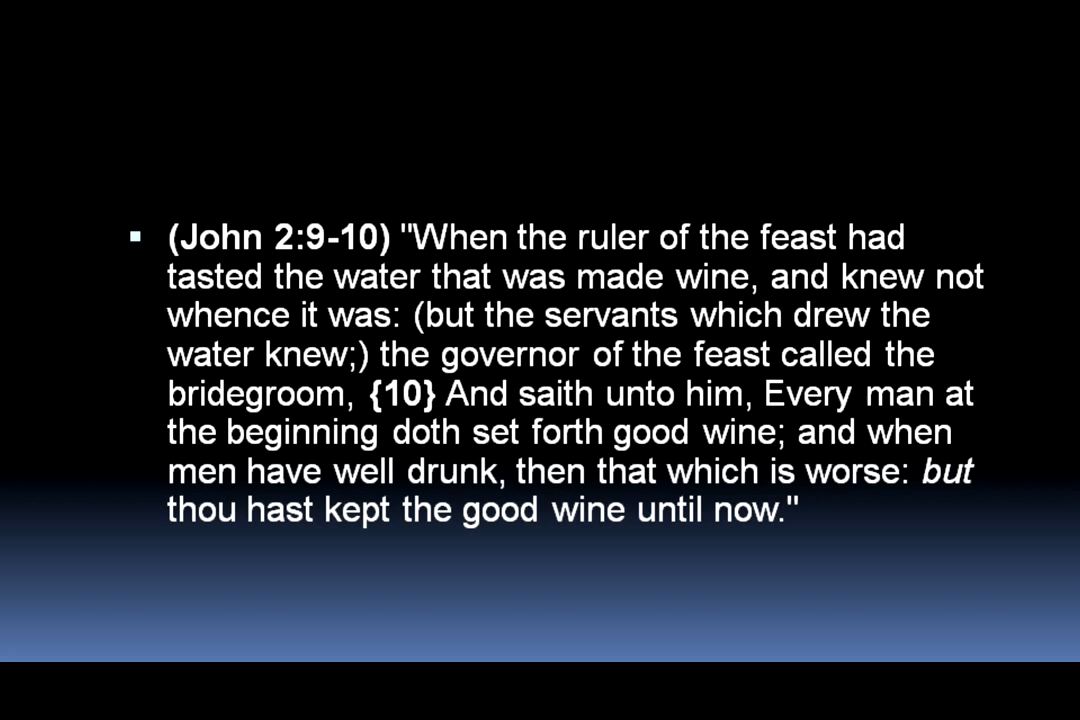 ▪ (John 2:9-10) "When the ruler of the feast had
tasted the water that was made wine, and knew not
whence it was: (but the servants which drew the
water knew;) the governor of the feast called the
bridegroom, {10} And saith unto him, Every man at
the beginning doth set forth good wine; and when
men have well drunk, then that which is worse: but
thou hast kept the good wine until now."